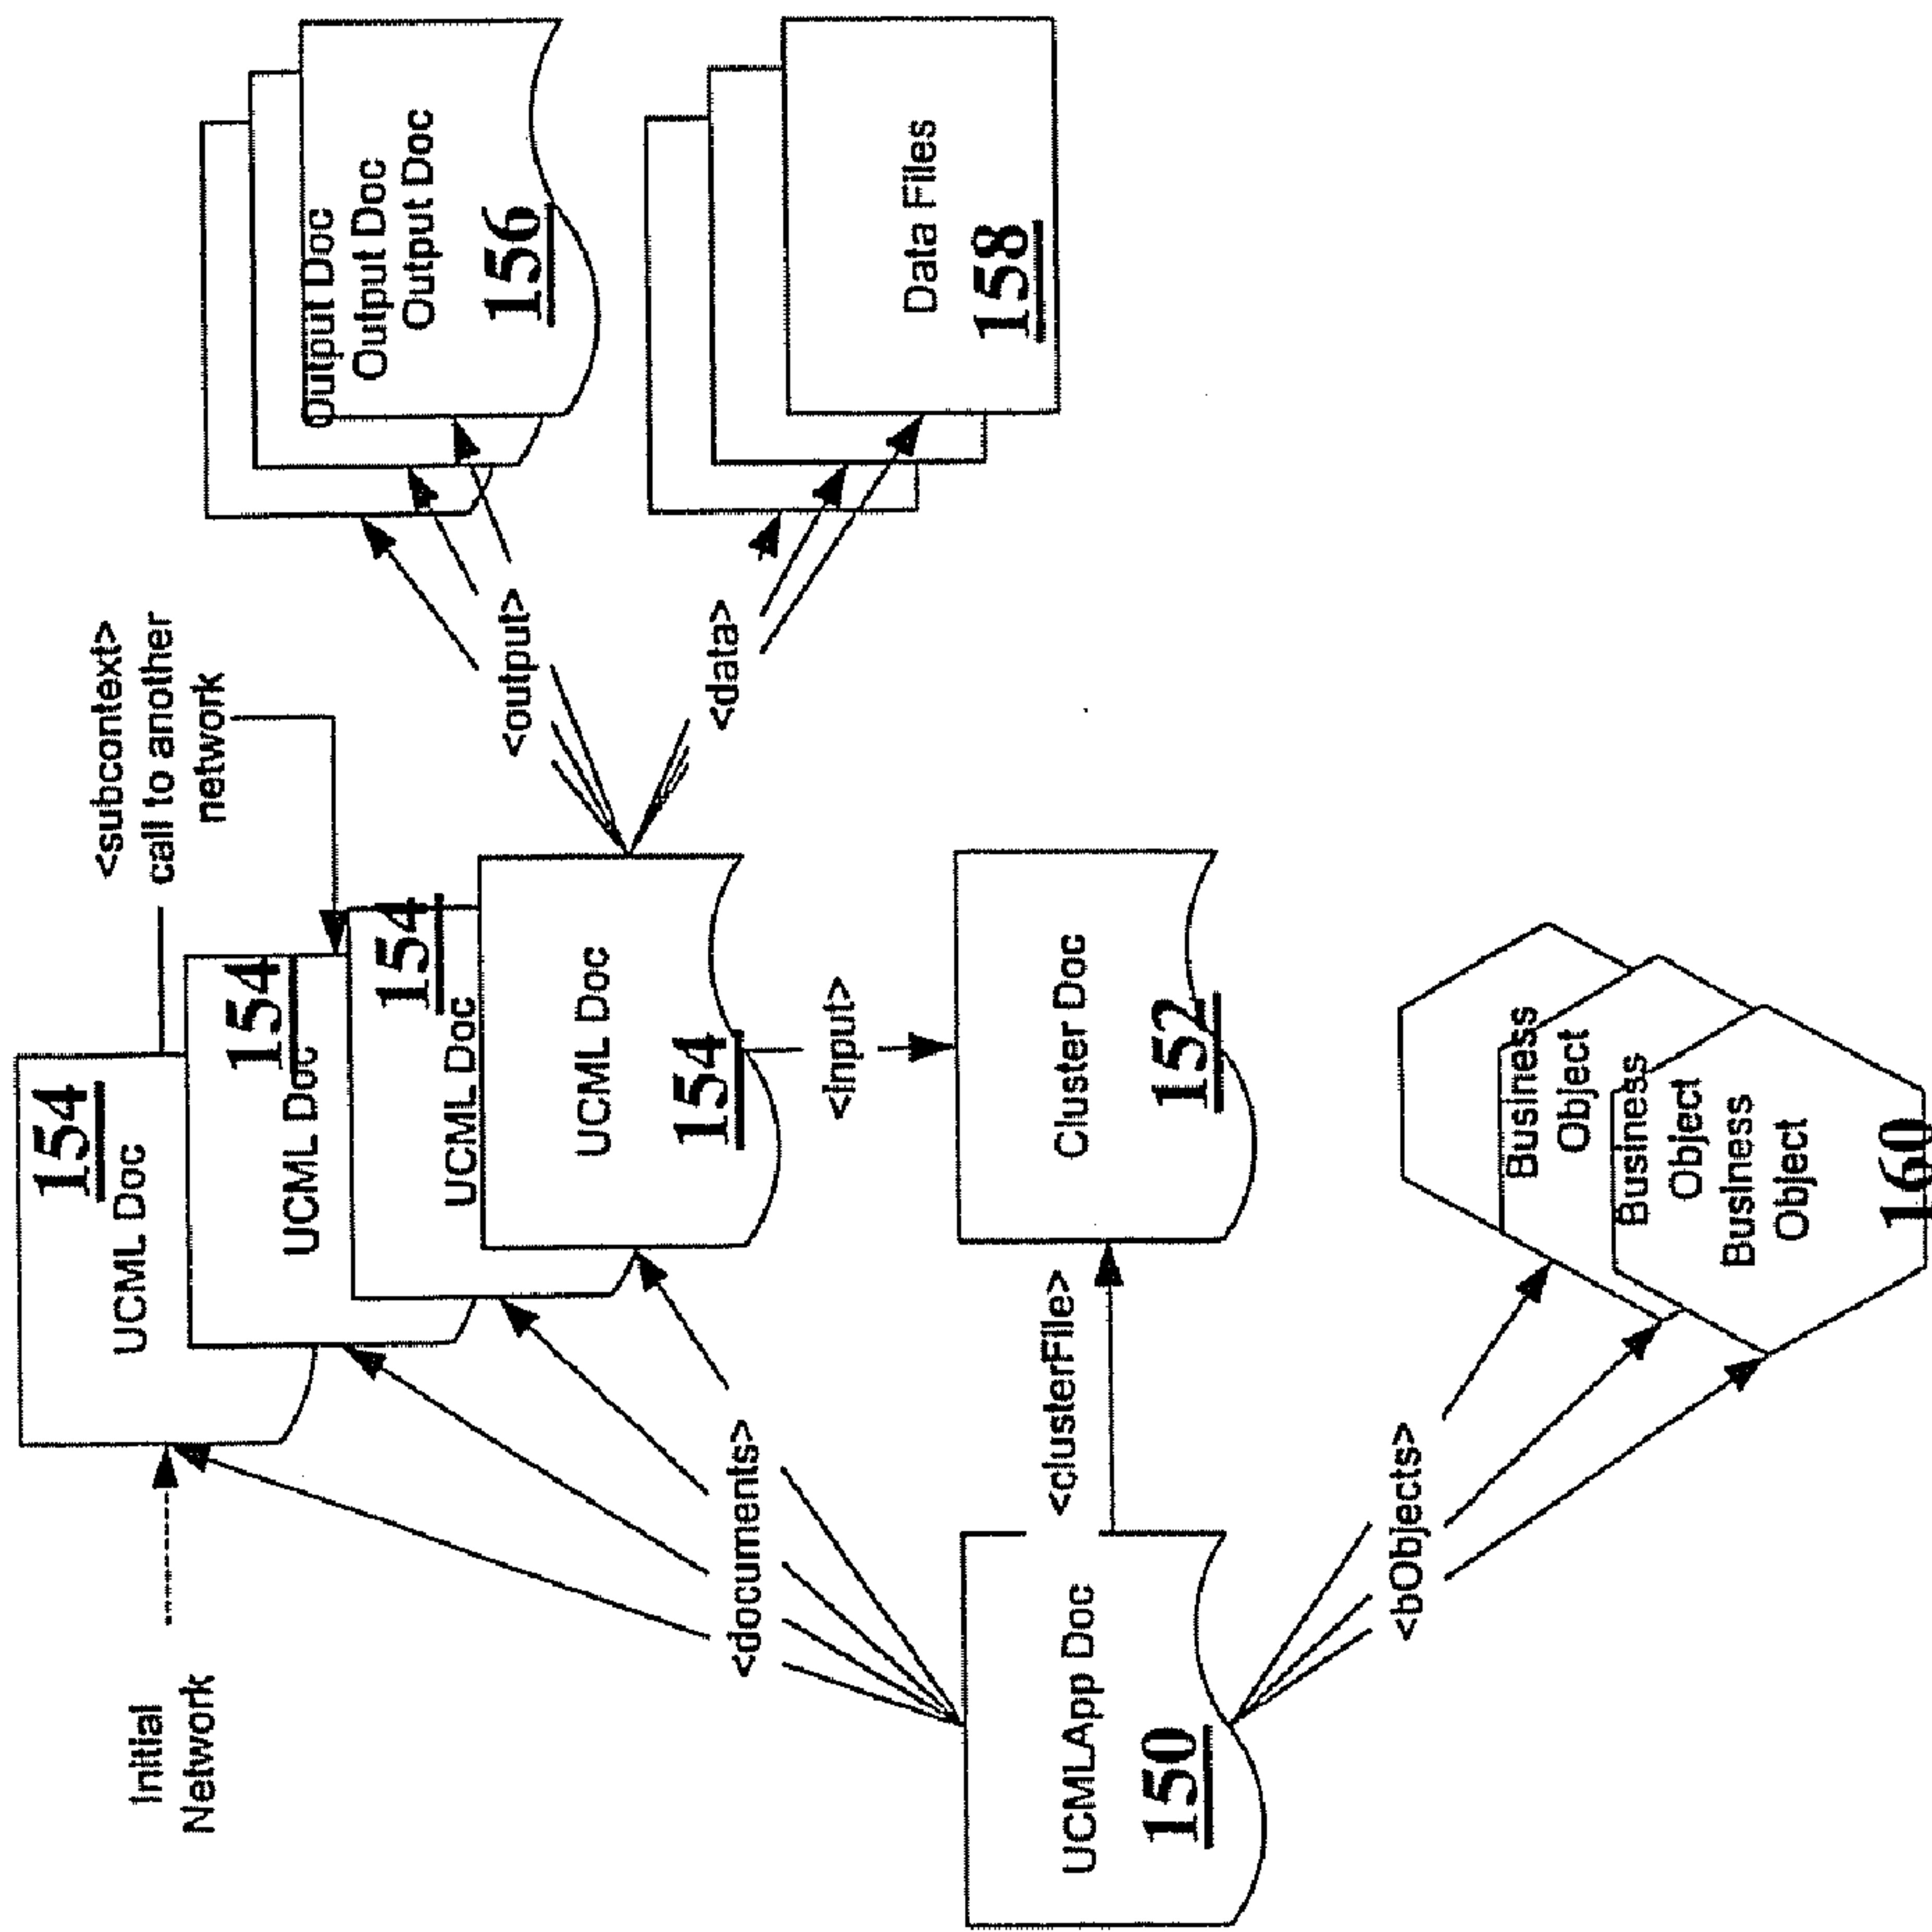 Initial
Network
154
UCML Doc
154
UCML Doc
154
UCML Doc
UCML Doc
154
<subcontext>
call to another
network
Output Doc
Output Doc
Output Doc
156
<output>
<data>
Data Files
158
<documents>
<input>
UCMLApp Doc
150
<clusterFile>
Cluster Doc
152
<bObjects>
Business
Object
Business
Object
Business
Object
160